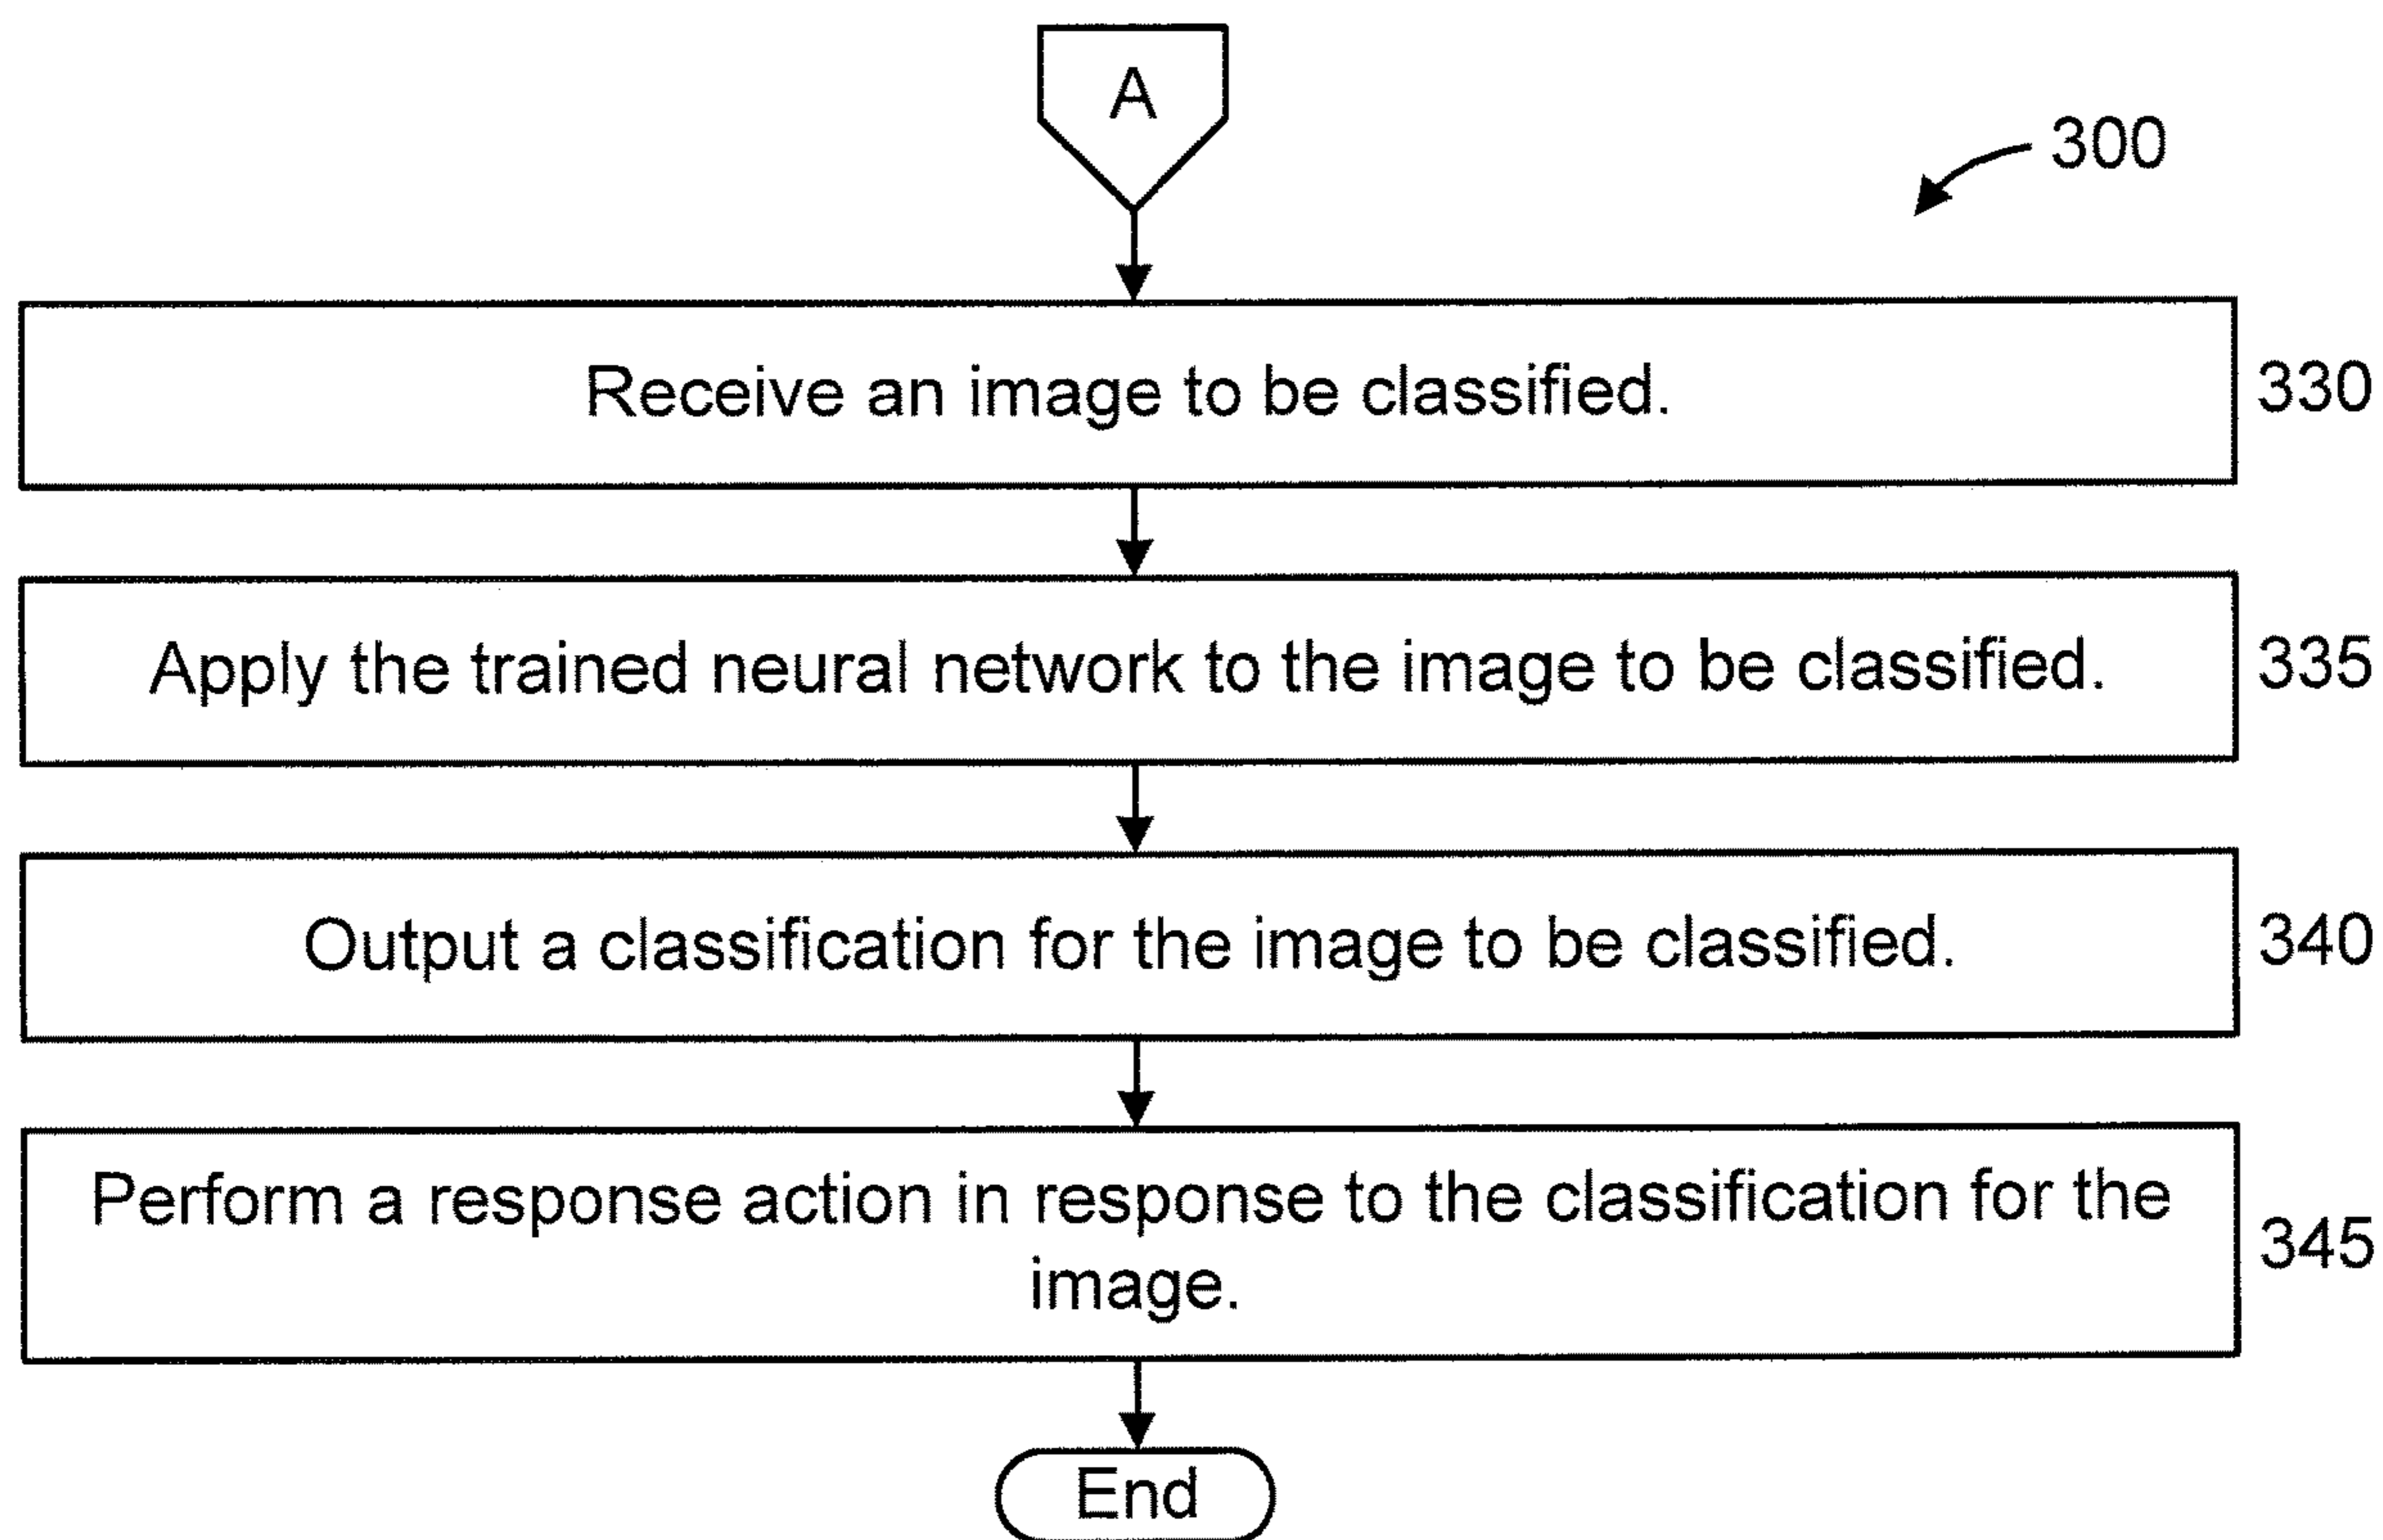 A
300
Receive an image to be classified.
330
Apply the trained neural network to the image to be classified.
335
Output a classification for the image to be classified.
340
Perform a response action in response to the classification for the
image.
345
End